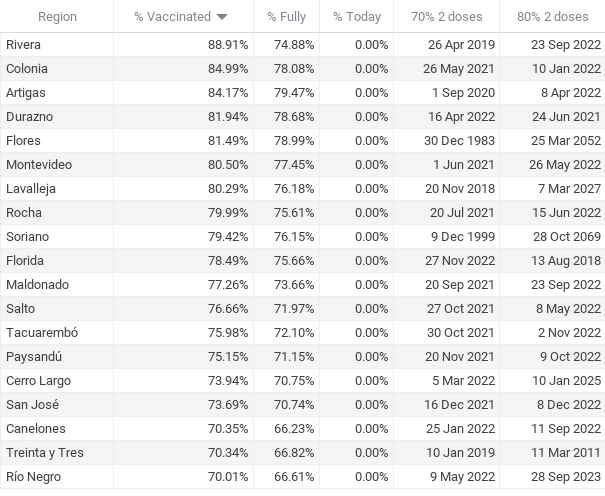 Region % Vaccinated % Fully % Today 70% 2 doses 80% 2 doses
Rivera 88.91% 74.88% 0.00% 26 Apr 2019 23 Sep 2022
Colonia 84.99% 78.08% 0.00% 26 May 2021 10 Jan 2022
Artigas 84.17% 79.47% 0.00% 1 Sep 2020 8 Apr 2022
Durazno 81.94% 78.68% 0.00% 16 Apr 2022 24 Jun 2021
Flores 81.49% 78.99% 0.00% 30 Dec 1983 25 Mar 2052
Montevideo 80.50% 77.45% 0.00% 1 Jun 2021 26 May 2022
Lavalleja 80.29% 76.18% 0.00% 20 Nov 2018 7 Mar 2027
Rocha 79.99% 75.61% 0.00% 20 Jul 2021 15 Jun 2022
Soriano 79.42% 76.15% 0.00% 9 Dec 1999 28 Oct 2069
Florida 78.49% 75.66% 0.00% 27 Nov 2022 13 Aug 2018
Maldonado 77.26% 73.66% 0.00% 20 Sep 2021 23 Sep 2022
Salto 76.66% 71.97% 0.00% 27 Oct 2021 8 May 2022
Tacuarembó 75.98% 72.10% 0.00% 30 Oct 2021 2 Nov 2022
Paysandú 75.15% 71.15% 0.00% 20 Nov 2021 9 Oct 2022
Cerro Largo 73.94% 70.75% 0.00% 5 Mar 2022 10 Jan 2025
San José 73.69% 70.74% 0.00% 16 Dec 2021 8 Dec 2022
Canelones 70.35% 66.23% 0.00% 25 Jan 2022 11 Sep 2022
Treinta y Tres 70.34% 66.82% 0.00% 10 Jan 2019 11 Mar 2011
Río Negro 70.01% 66.61% 0.00% 9 May 2022 28 Sep 2023